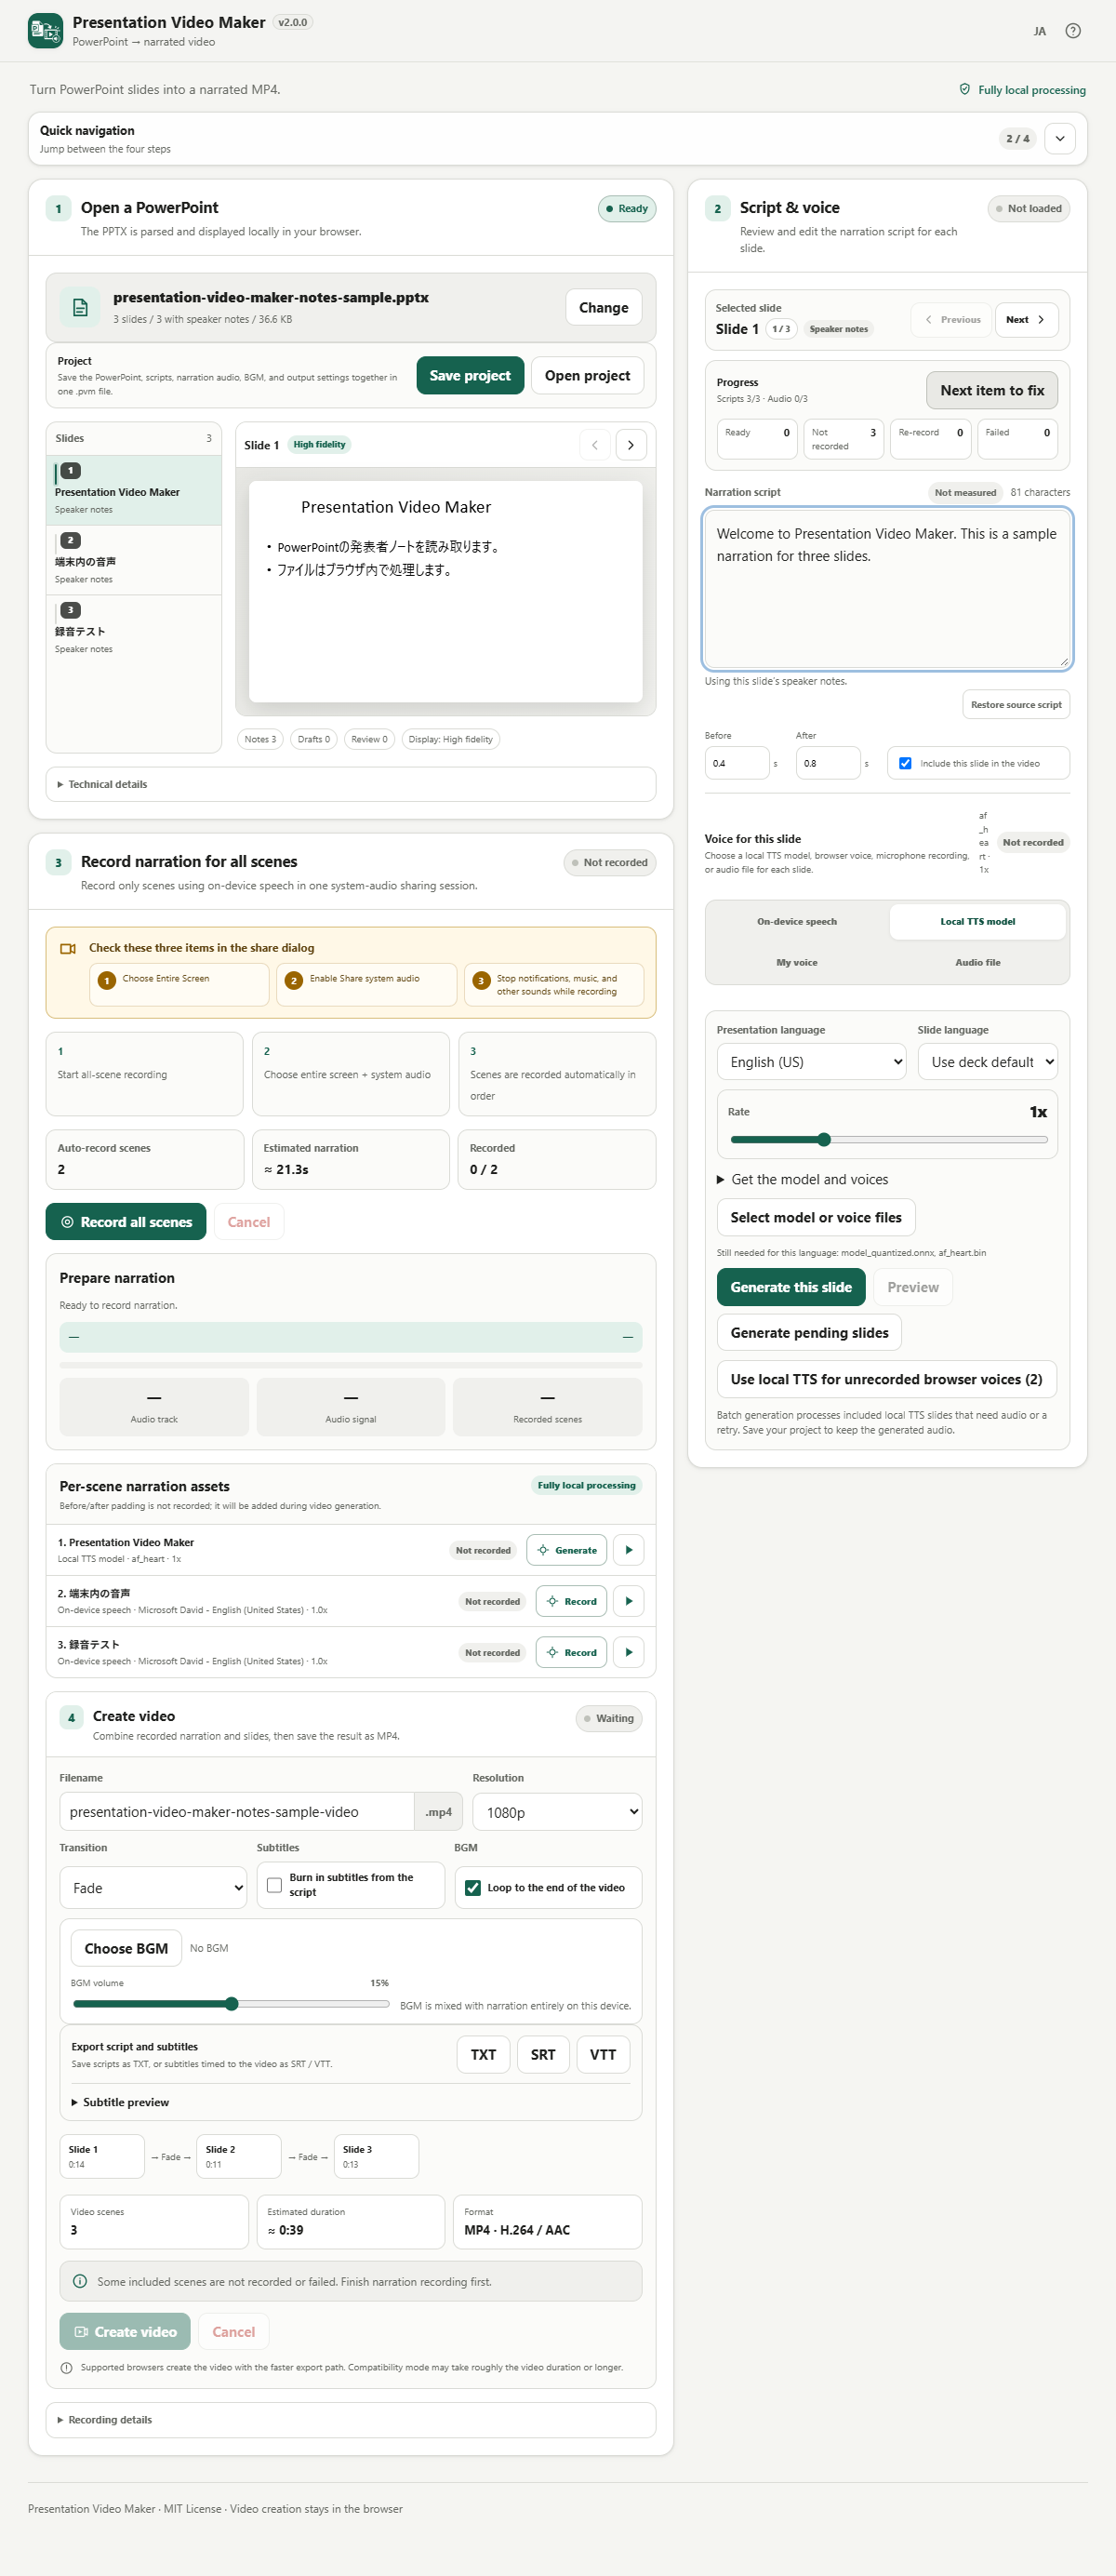 Presentation Video Maker v2.0.0
PowerPoint → narrated video
JA
Turn PowerPoint slides into a narrated MP4.
Fully local processing
Quick navigation
Jump between the four steps
2 / 4
1 Open a PowerPoint
Ready
The PPTX is parsed and displayed locally in your browser.
presentation-video-maker-notes-sample.pptx
3 slides / 3 with speaker notes / 36.6 KB
Change
Project
Save the PowerPoint, scripts, narration audio, BGM, and output settings together in
one .pvm file.
Save project
Open project
Slides 3
1
Presentation Video Maker
Speaker notes
2
端末内の音声
Speaker notes
3
録音テスト
Speaker notes
Slide 1 High fidelity
Presentation Video Maker
• PowerPointの発表者ノートを読み取ります。
• ファイルはブラウザ内で処理します。
Notes 3
Drafts 0
Review 0
Display: High fidelity
Technical details
2 Script & voice
Not loaded
Review and edit the narration script for each
slide.
Selected slide
Slide 1 1 / 3 Speaker notes
Previous
Next
Progress
Scripts 3/3 · Audio 0/3
Next item to fix
Ready 0
Not
recorded 3
Re-record 0
Failed 0
Narration script
Not measured 81 characters
Welcome to Presentation Video Maker. This is a sample
narration for three slides.
Using this slide's speaker notes.
Restore source script
Before
0.4 s
After
0.8 s
Include this slide in the video
Voice for this slide
Choose a local TTS model, browser voice, microphone recording,
or audio file for each slide.
af
_h
ea
rt ·
1x
Not recorded
On-device speech
Local TTS model
My voice
Audio file
Presentation language
English (US)
Slide language
Use deck default
Rate 1x
Get the model and voices
Select model or voice files
Still needed for this language: model_quantized.onnx, af_heart.bin
Generate this slide
Preview
Generate pending slides
Use local TTS for unrecorded browser voices (2)
Batch generation processes included local TTS slides that need audio or a
retry. Save your project to keep the generated audio.
3 Record narration for all scenes
Not recorded
Record only scenes using on-device speech in one system-audio sharing session.
Check these three items in the share dialog
1 Choose Entire Screen
2 Enable Share system audio
3 Stop notifications, music, and
other sounds while recording
1
Start all-scene recording
2
Choose entire screen + system audio
3
Scenes are recorded automatically in
order
Auto-record scenes
2
Estimated narration
≈ 21.3s
Recorded
0 / 2
Record all scenes
Cancel
Prepare narration
Ready to record narration.
— —
—
Audio track
—
Audio signal
—
Recorded scenes
Per-scene narration assets
Fully local processing
Before/after padding is not recorded; it will be added during video generation.
1. Presentation Video Maker
Local TTS model · af_heart · 1x
Not recorded
Generate
2. 端末内の音声
On-device speech · Microsoft David - English (United States) · 1.0x
Not recorded
Record
3. 録音テスト
On-device speech · Microsoft David - English (United States) · 1.0x
Not recorded
Record
4 Create video
Waiting
Combine recorded narration and slides, then save the result as MP4.
Filename
presentation-video-maker-notes-sample-video .mp4
Resolution
1080p
Transition
Fade
Subtitles
Burn in subtitles from the
script
BGM
Loop to the end of the video
Choose BGM
No BGM
BGM volume 15%
BGM is mixed with narration entirely on this device.
Export script and subtitles
Save scripts as TXT, or subtitles timed to the video as SRT / VTT.
TXT
SRT
VTT
Subtitle preview
Slide 1
0:14
→ Fade →
Slide 2
0:11
→ Fade →
Slide 3
0:13
Video scenes
3
Estimated duration
≈ 0:39
Format
MP4 · H.264 / AAC
Some included scenes are not recorded or failed. Finish narration recording first.
Create video
Cancel
Supported browsers create the video with the faster export path. Compatibility mode may take roughly the video duration or longer.
Recording details
Presentation Video Maker · MIT License · Video creation stays in the browser